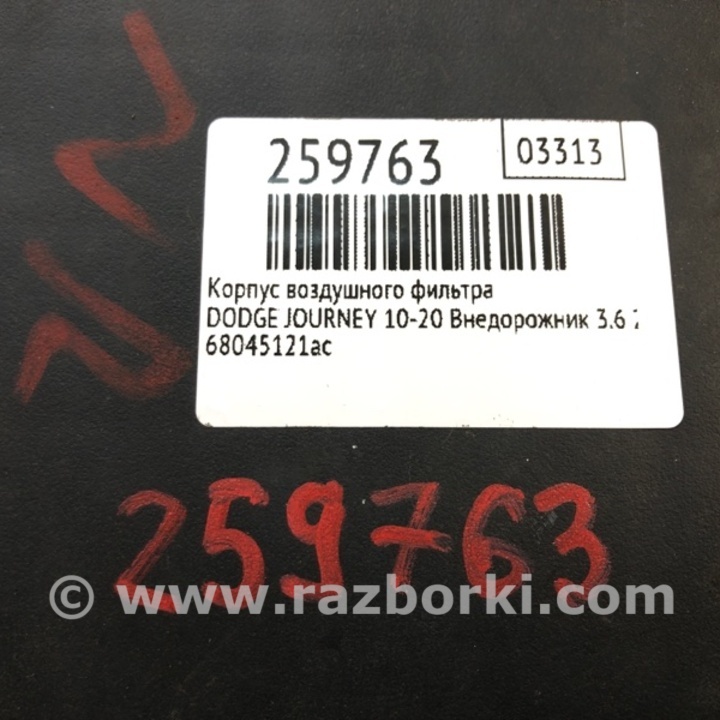 259763
03313
Корпус воздушного фильтра
DODGE JOURNEY 10-20 Внедорожник 3.6
68045121ac
259763
© www.razborki.com